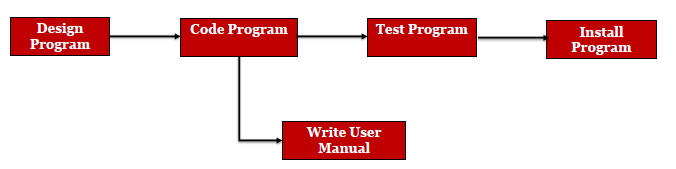 Design
Program
Code Program
Test Program
Install
Program
Write User
Manual